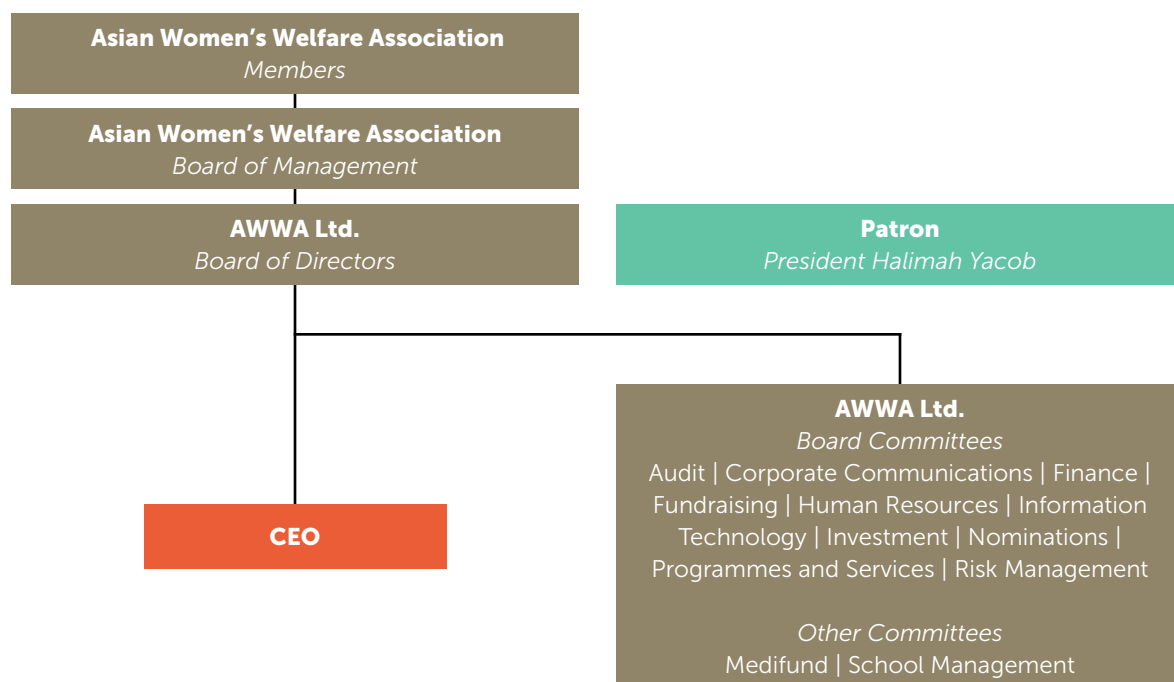 Asian Women's Welfare Association
Members
Asian Women's Welfare Association
Board of Management
AWWA Ltd.
Board of Directors
Patron
President Halimah Yacob
CEO
AWWA Ltd.
Board Committees
Audit | Corporate Communications | Finance |
Fundraising | Human Resources | Information
Technology | Investment | Nominations |
Programmes and Services | Risk Management
Other Committees
Medifund | School Management